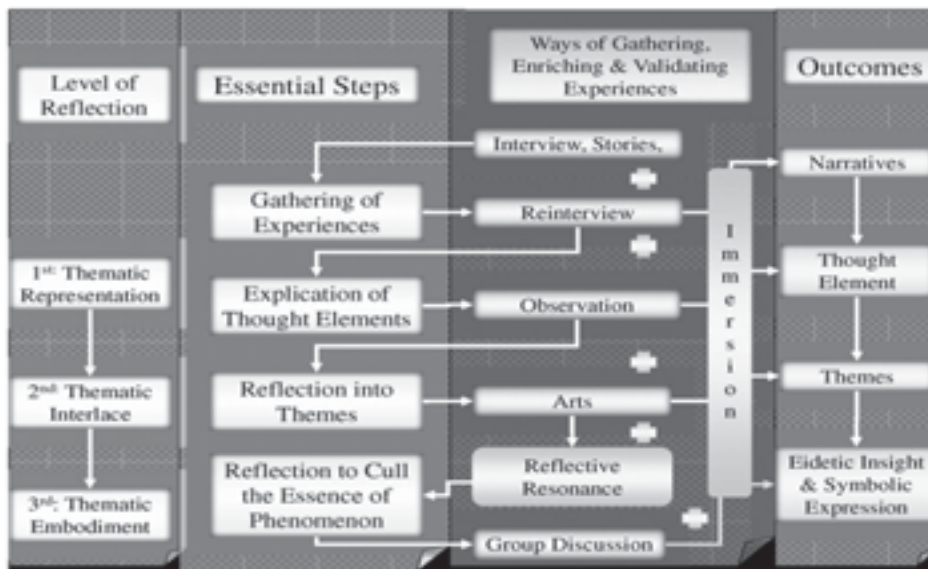 Level of
Reflection
1st: Thematic
Representation
2nd: Thematic
Interlace
3rd: Thematic
Embodiment
Essential Steps
Gathering of
Experiences
Explication of
Thought Elements
Reflection into
Themes
Reflection to Cull
the Essence of
Phenomenon
Ways of Gathering,
Enriching & Validating
Experiences
Interview, Stories,
Reinterview
Observation
Arts
Reflective
Resonance
Group Discussion
Immersion
Outcomes
Narratives
Thought
Element
Themes
Eidetic Insight
& Symbolic
Expression